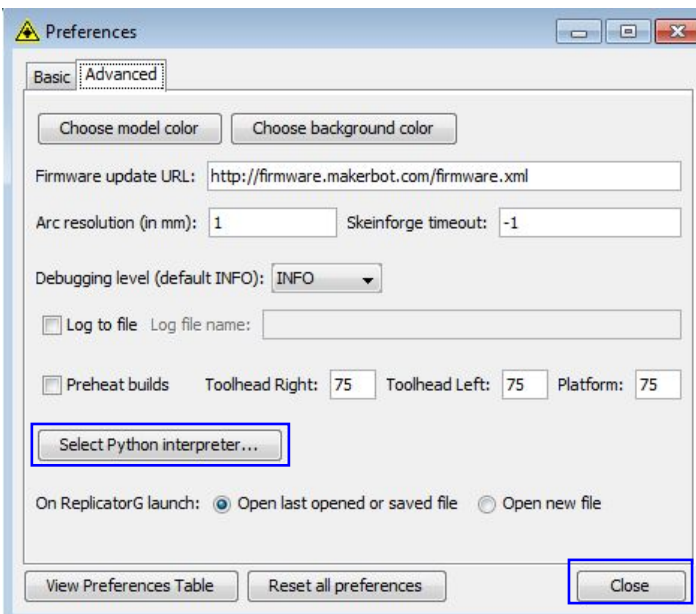 Preferences
Basic Advanced
Choose model color Choose background color
Firmware update URL: http://firmware.makerbot.com/firmware.xml
Arc resolution (in mm): 1 Skeinforge timeout: -1
Debugging level (default INFO): INFO
Log to file Log file name:
Preheat builds Toolhead Right: 75 Toolhead Left: 75 Platform: 75
Select Python interpreter...
On ReplicatorG launch: Open last opened or saved file Open new file
View Preferences Table Reset all preferences Close